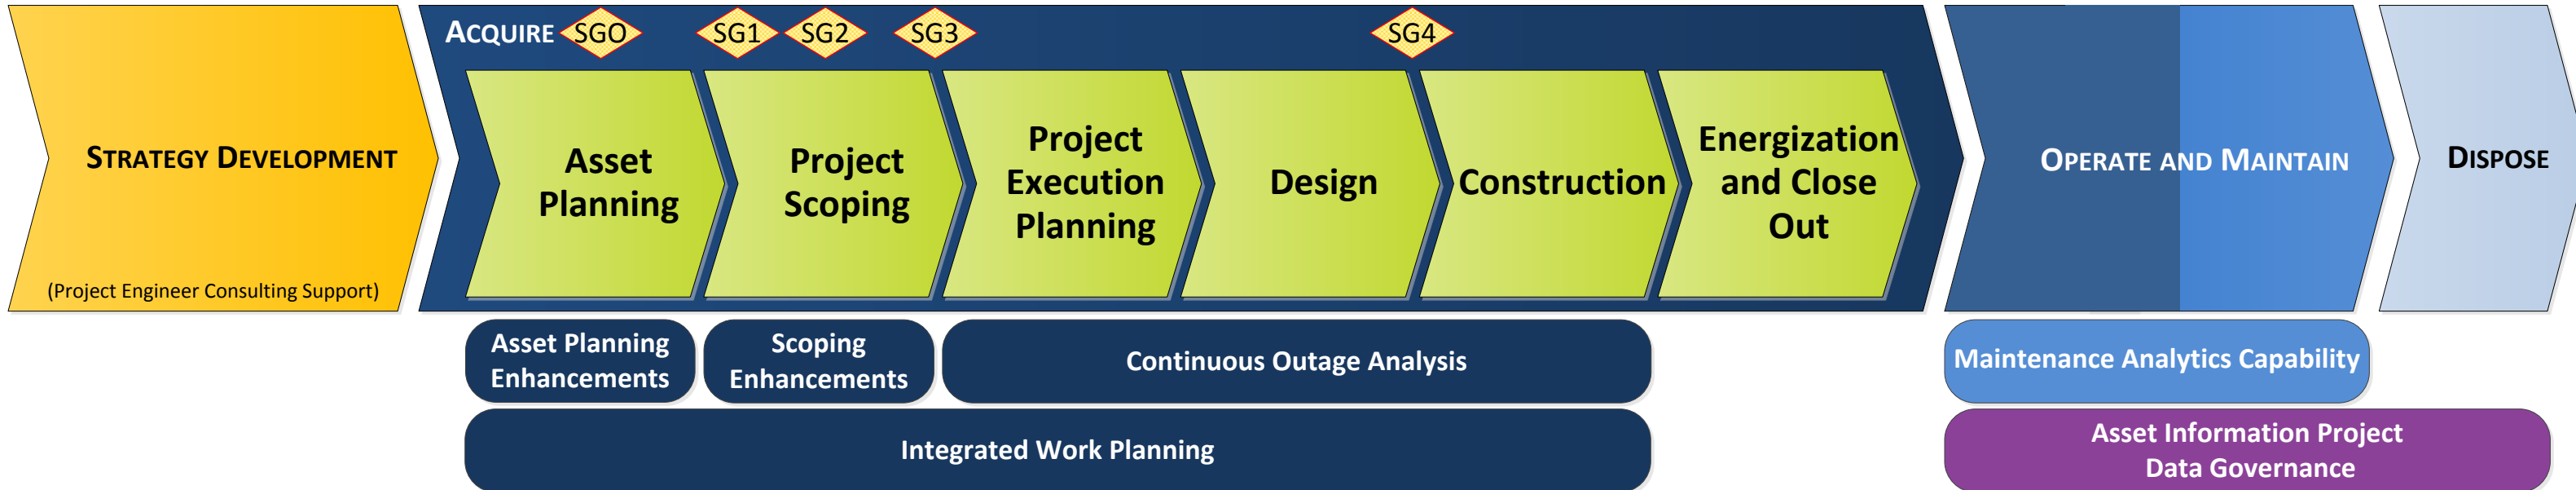 STRATEGY DEVELOPMENT
(Project Engineer Consulting Support)
ACQUIRE
SGO
SG1
SG2
SG3
SG4
Asset
Planning
Project
Scoping
Project
Execution
Planning
Design
Construction
Energization
and Close
Out
OPERATE AND MAINTAIN
DISPOSE
Asset Planning
Enhancements
Scoping
Enhancements
Continuous Outage Analysis
Maintenance Analytics Capability
Integrated Work Planning
Asset Information Project
Data Governance